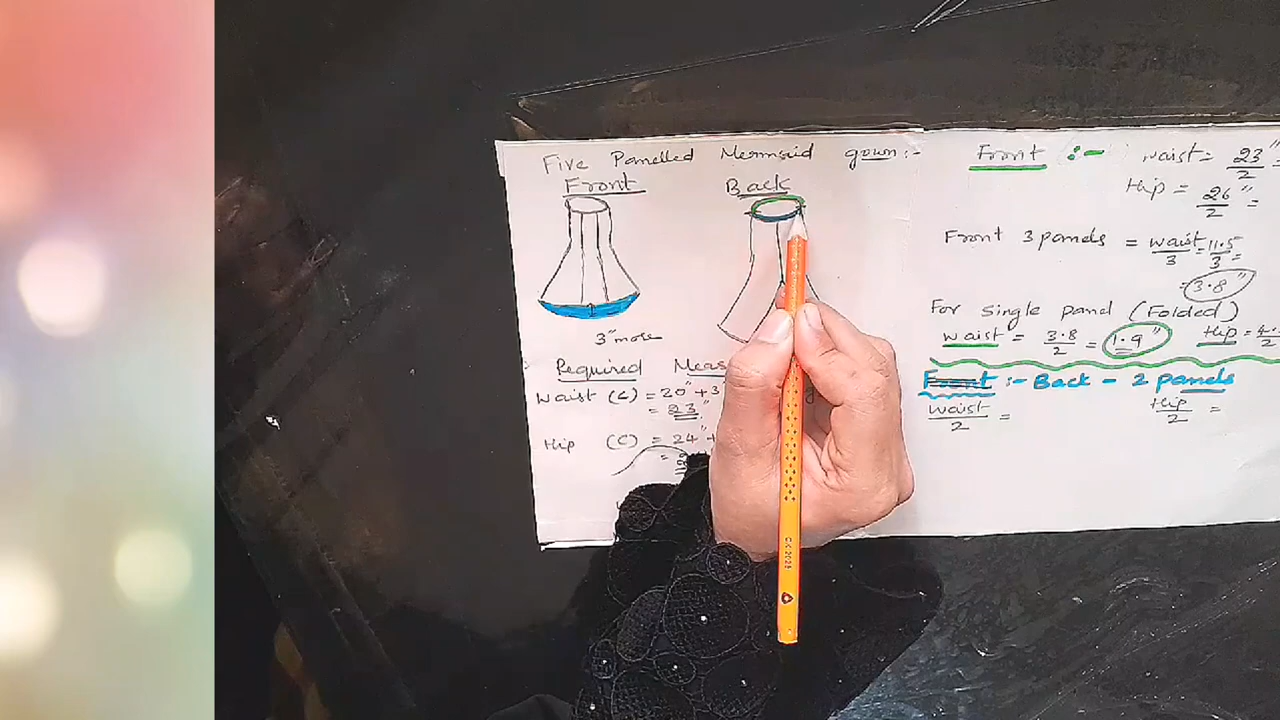 Five Panelled Mermaid gown :-
Front Back
3" more
Required Meas
Waist (C) = 20" + 3
= 23"
Hip (C) = 24" +
Front :- waist = 23"/2 =
Hip = 26"/2 =
Front 3 panels = waist/3 = 11.5/3 =
= 3.8"
For single panel (Folded)
waist = 3.8/2 = 1.9" Hip =
Front :- Back - 2 panels
waist/2 = Hip/2 =